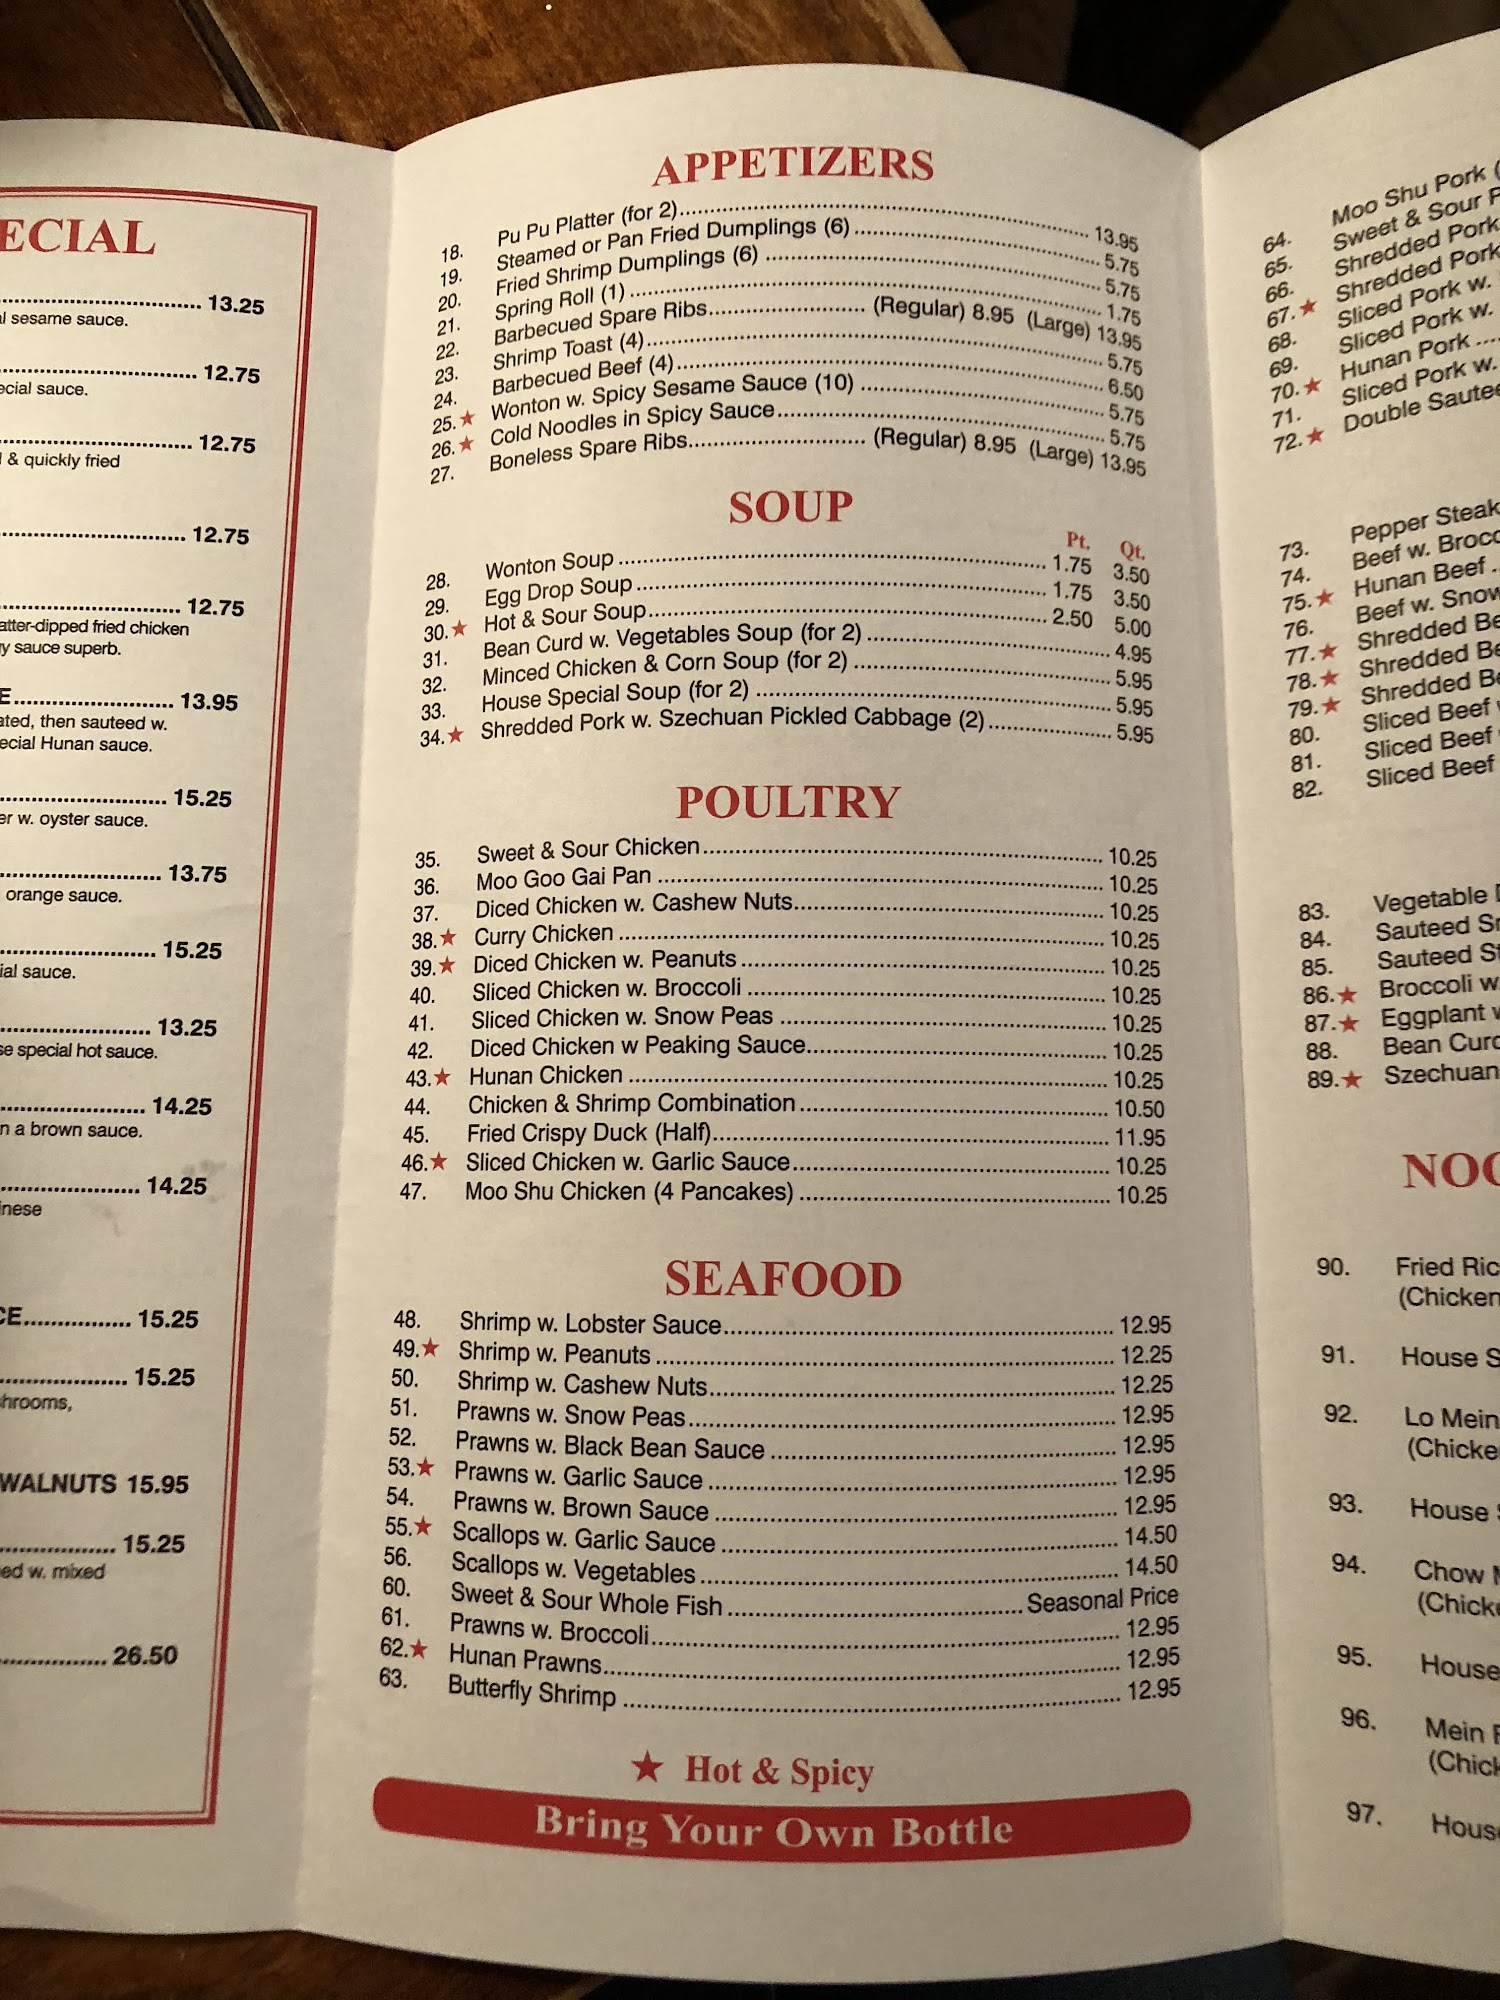 ECIAL
13.25
al sesame sauce.
12.75
ecial sauce.
12.75
& quickly fried
12.75
12.75
atter-dipped fried chicken
y sauce superb.
E 13.95
ated, then sauteed w.
ecial Hunan sauce.
15.25
er w. oyster sauce.
13.75
orange sauce.
15.25
ial sauce.
13.25
se special hot sauce.
14.25
n a brown sauce.
14.25
inese
CE 15.25
15.25
hrooms,
WALNUTS 15.95
15.25
ed w. mixed
26.50
APPETIZERS
18. Pu Pu Platter (for 2) 13.95
19. Steamed or Pan Fried Dumplings (6) 5.75
20. Fried Shrimp Dumplings (6) 5.75
21. Spring Roll (1) 1.75
22. Barbecued Spare Ribs (Regular) 8.95 (Large) 13.95
23. Shrimp Toast (4) 5.75
24. Barbecued Beef (4) 6.50
25.★ Wonton w. Spicy Sesame Sauce (10) 5.75
26.★ Cold Noodles in Spicy Sauce 5.75
27. Boneless Spare Ribs (Regular) 8.95 (Large) 13.95
SOUP
Pt. Qt.
28. Wonton Soup 1.75 3.50
29. Egg Drop Soup 1.75 3.50
30.★ Hot & Sour Soup 2.50 5.00
31. Bean Curd w. Vegetables Soup (for 2) 4.95
32. Minced Chicken & Corn Soup (for 2) 5.95
33. House Special Soup (for 2) 5.95
34.★ Shredded Pork w. Szechuan Pickled Cabbage (2) 5.95
POULTRY
35. Sweet & Sour Chicken 10.25
36. Moo Goo Gai Pan 10.25
37. Diced Chicken w. Cashew Nuts 10.25
38.★ Curry Chicken 10.25
39.★ Diced Chicken w. Peanuts 10.25
40. Sliced Chicken w. Broccoli 10.25
41. Sliced Chicken w. Snow Peas 10.25
42. Diced Chicken w Peaking Sauce 10.25
43.★ Hunan Chicken 10.25
44. Chicken & Shrimp Combination 10.50
45. Fried Crispy Duck (Half) 11.95
46.★ Sliced Chicken w. Garlic Sauce 10.25
47. Moo Shu Chicken (4 Pancakes) 10.25
SEAFOOD
48. Shrimp w. Lobster Sauce 12.95
49.★ Shrimp w. Peanuts 12.25
50. Shrimp w. Cashew Nuts 12.25
51. Prawns w. Snow Peas 12.95
52. Prawns w. Black Bean Sauce 12.95
53.★ Prawns w. Garlic Sauce 12.95
54. Prawns w. Brown Sauce 12.95
55.★ Scallops w. Garlic Sauce 14.50
56. Scallops w. Vegetables 14.50
60. Sweet & Sour Whole Fish Seasonal Price
61. Prawns w. Broccoli 12.95
62.★ Hunan Prawns 12.95
63. Butterfly Shrimp 12.95
★ Hot & Spicy
Bring Your Own Bottle
64. Moo Shu Pork (
65. Sweet & Sour P
66. Shredded Pork
67.★ Shredded Pork
68. Sliced Pork w.
69. Sliced Pork w.
70.★ Hunan Pork
71. Sliced Pork w.
72.★ Double Sautee
73. Pepper Steak
74. Beef w. Brocc
75.★ Hunan Beef
76. Beef w. Snow
77.★ Shredded Be
78.★ Shredded Be
79.★ Shredded Be
80. Sliced Beef
81. Sliced Beef
82. Sliced Beef
83. Vegetable
84. Sauteed Sn
85. Sauteed St
86.★ Broccoli w.
87.★ Eggplant w
88. Bean Curd
89.★ Szechuan
NOO
90. Fried Ric
(Chicken
91. House S
92. Lo Mein
(Chicke
93. House
94. Chow
(Chick
95. House
96. Mein
(Chick
97. House